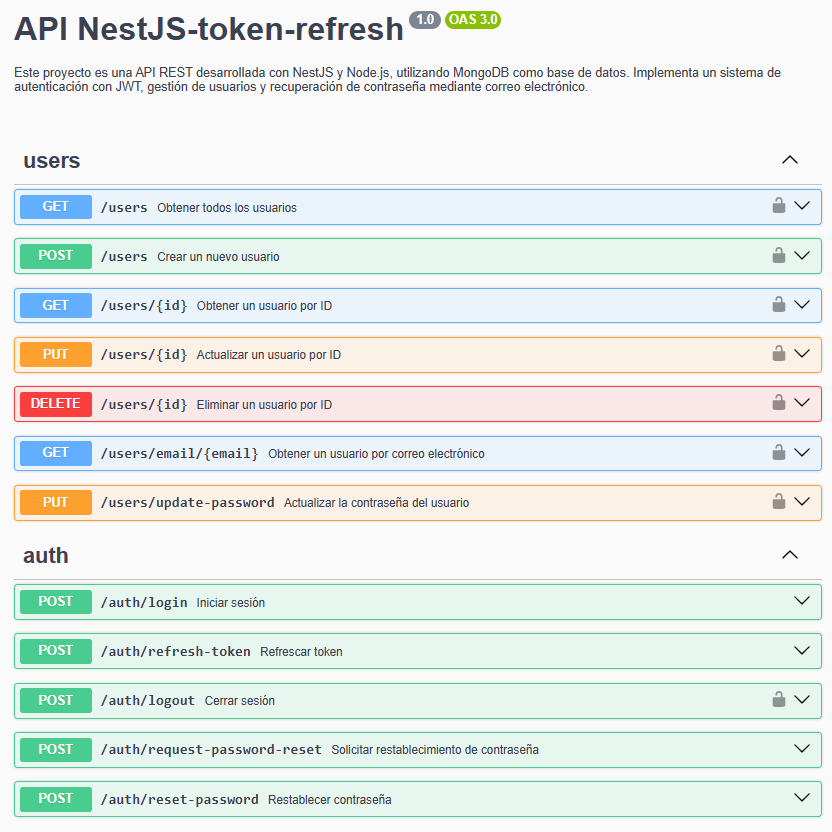 API NestJS-token-refresh 1.0 OAS 3.0
Este proyecto es una API REST desarrollada con NestJS y Node.js, utilizando MongoDB como base de datos. Implementa un sistema de
autenticación con JWT, gestión de usuarios y recuperación de contraseña mediante correo electrónico.
users
GET /users Obtener todos los usuarios
POST /users Crear un nuevo usuario
GET /users/{id} Obtener un usuario por ID
PUT /users/{id} Actualizar un usuario por ID
DELETE /users/{id} Eliminar un usuario por ID
GET /users/email/{email} Obtener un usuario por correo electrónico
PUT /users/update-password Actualizar la contraseña del usuario
auth
POST /auth/login Iniciar sesión
POST /auth/refresh-token Refrescar token
POST /auth/logout Cerrar sesión
POST /auth/request-password-reset Solicitar restablecimiento de contraseña
POST /auth/reset-password Restablecer contraseña